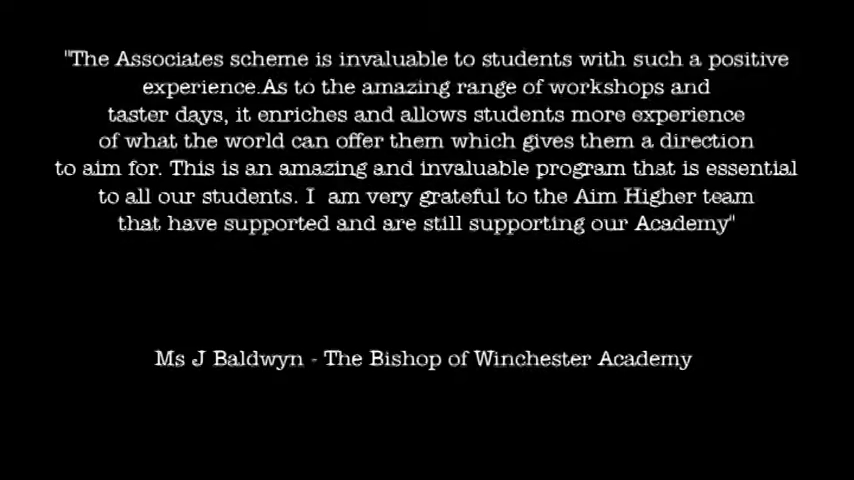 "The Associates scheme is invaluable to students with such a positive
experience.As to the amazing range of workshops and
taster days, it enriches and allows students more experience
of what the world can offer them which gives them a direction
to aim for. This is an amazing and invaluable program that is essential
to all our students. I  am very grateful to the Aim Higher team
that have supported and are still supporting our Academy"
Ms J Baldwyn - The Bishop of Winchester Academy